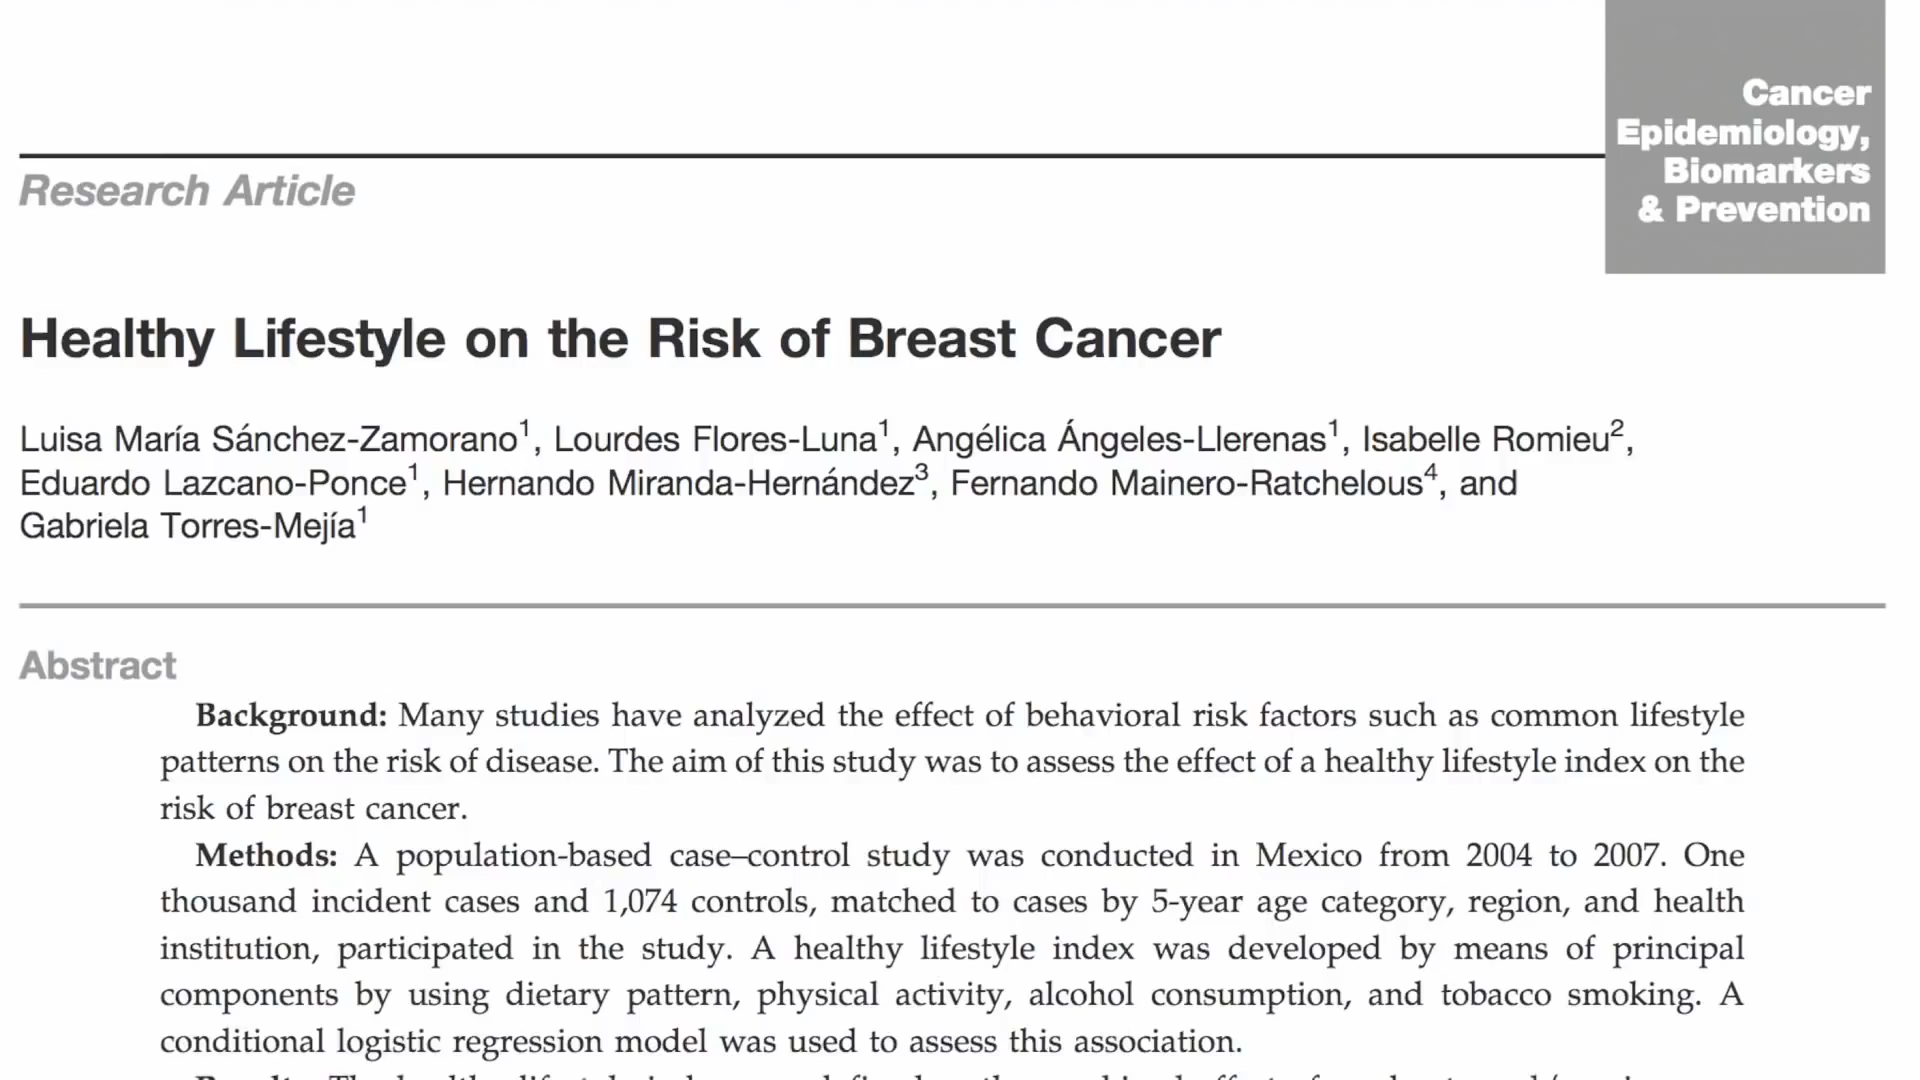 Cancer
Epidemiology,
Biomarkers
& Prevention
Research Article
Healthy Lifestyle on the Risk of Breast Cancer
Luisa María Sánchez-Zamorano1, Lourdes Flores-Luna1, Angélica Ángeles-Llerenas1, Isabelle Romieu2,
Eduardo Lazcano-Ponce1, Hernando Miranda-Hernández3, Fernando Mainero-Ratchelous4, and
Gabriela Torres-Mejía1
Abstract
Background: Many studies have analyzed the effect of behavioral risk factors such as common lifestyle
patterns on the risk of disease. The aim of this study was to assess the effect of a healthy lifestyle index on the
risk of breast cancer.
Methods: A population-based case–control study was conducted in Mexico from 2004 to 2007. One
thousand incident cases and 1,074 controls, matched to cases by 5-year age category, region, and health
institution, participated in the study. A healthy lifestyle index was developed by means of principal
components by using dietary pattern, physical activity, alcohol consumption, and tobacco smoking. A
conditional logistic regression model was used to assess this association.